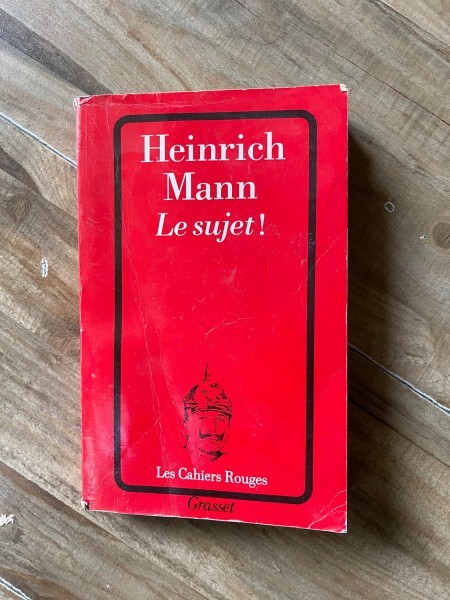 Heinrich
Mann
Le sujet !
Les Cahiers Rouges
Grasset